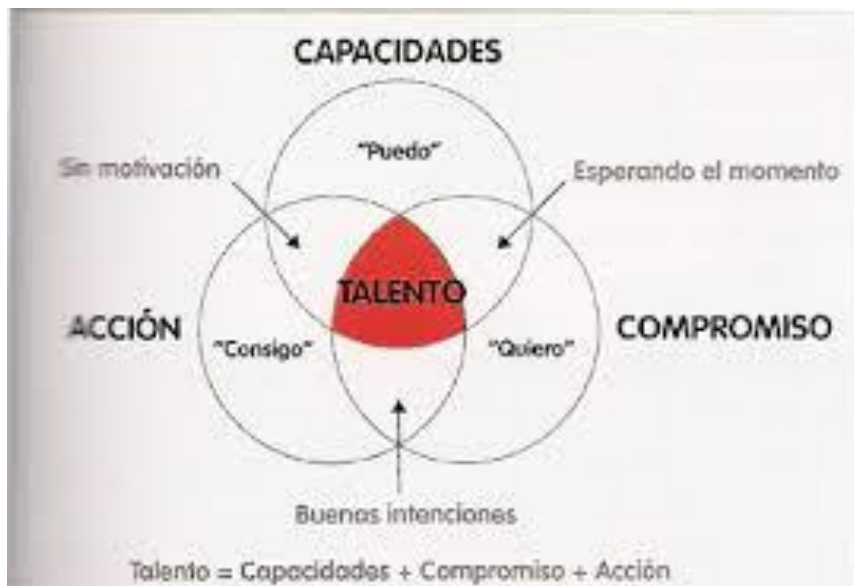 CAPACIDADES
"Puedo"
Sin motivación
Esperando el momento
TALENTO
ACCIÓN
COMPROMISO
"Consigo"
"Quiero"
Buenas intenciones
Talento = Capacidades + Compromiso + Acción